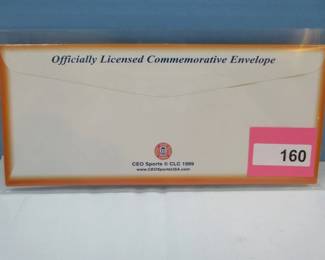 Officially Licensed Commemorative Envelope
CEO Sports © CLC 1999
www.CEOSportsUSA.com
160